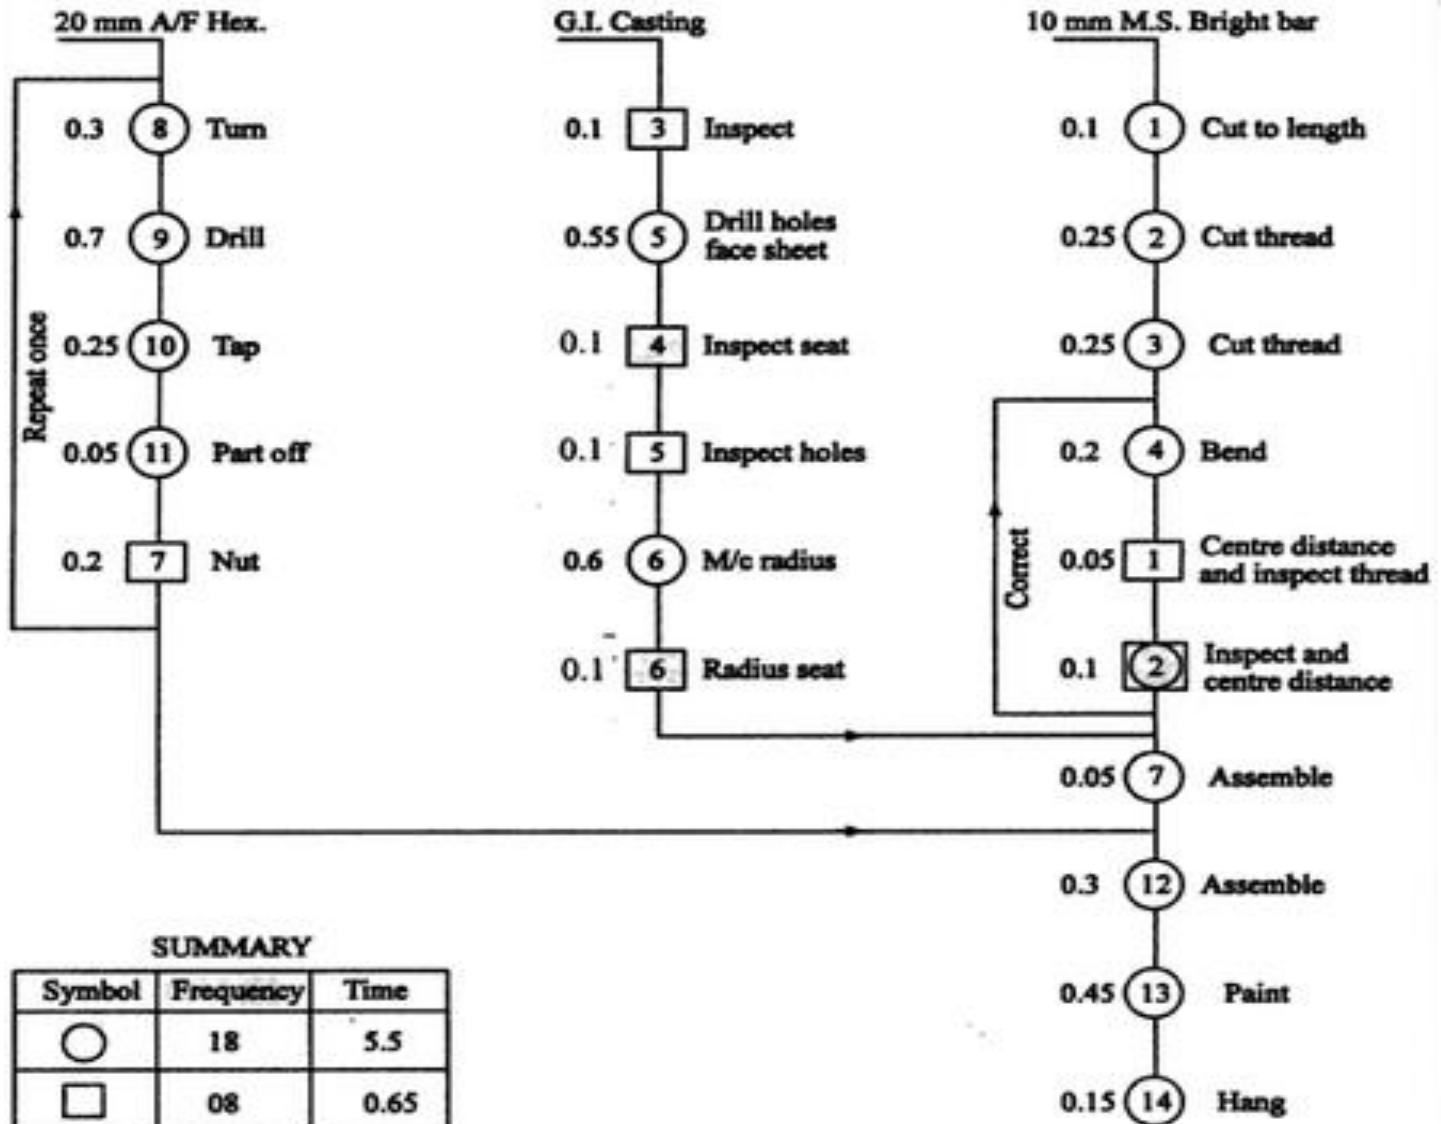 20 mm A/F Hex.
0.3 8 Turn
0.7 9 Drill
0.25 10 Tap
0.05 11 Part off
0.2 7 Nut
Repeat once
G.I. Casting
0.1 3 Inspect
0.55 5 Drill holes
face sheet
0.1 4 Inspect seat
0.1 5 Inspect holes
0.6 6 M/c radius
0.1 6 Radius seat
10 mm M.S. Bright bar
0.1 1 Cut to length
0.25 2 Cut thread
0.25 3 Cut thread
0.2 4 Bend
0.05 1 Centre distance
and inspect thread
0.1 2 Inspect and
centre distance
Correct
0.05 7 Assemble
0.3 12 Assemble
0.45 13 Paint
0.15 14 Hang
SUMMARY
Symbol Frequency Time
18 5.5
08 0.65